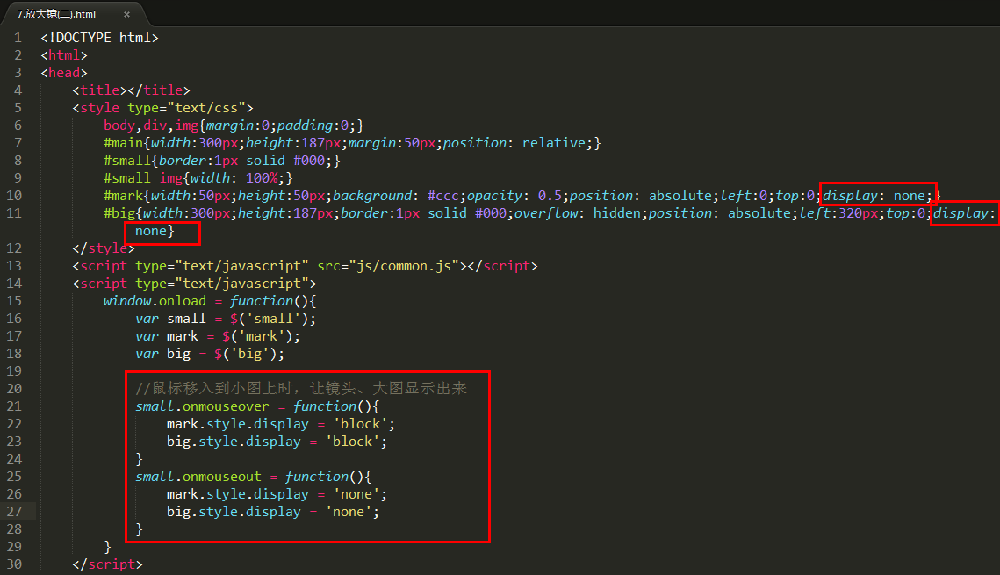 7.放大镜(二).html ×
1 <!DOCTYPE html>
2 <html>
3 <head>
4 <title></title>
5 <style type="text/css">
6 body,div,img{margin:0;padding:0;}
7 #main{width:300px;height:187px;margin:50px;position: relative;}
8 #small{border:1px solid #000;}
9 #small img{width: 100%;}
10 #mark{width:50px;height:50px;background: #ccc;opacity: 0.5;position: absolute;left:0;top:0;display: none;}
11 #big{width:300px;height:187px;border:1px solid #000;overflow: hidden;position: absolute;left:320px;top:0;display:
none}
12 </style>
13 <script type="text/javascript" src="js/common.js"></script>
14 <script type="text/javascript">
15 window.onload = function(){
16 var small = $('small');
17 var mark = $('mark');
18 var big = $('big');
19
20 //鼠标移入到小图上时，让镜头、大图显示出来
21 small.onmouseover = function(){
22 mark.style.display = 'block';
23 big.style.display = 'block';
24 }
25 small.onmouseout = function(){
26 mark.style.display = 'none';
27 big.style.display = 'none';
28 }
29 }
30 </script>